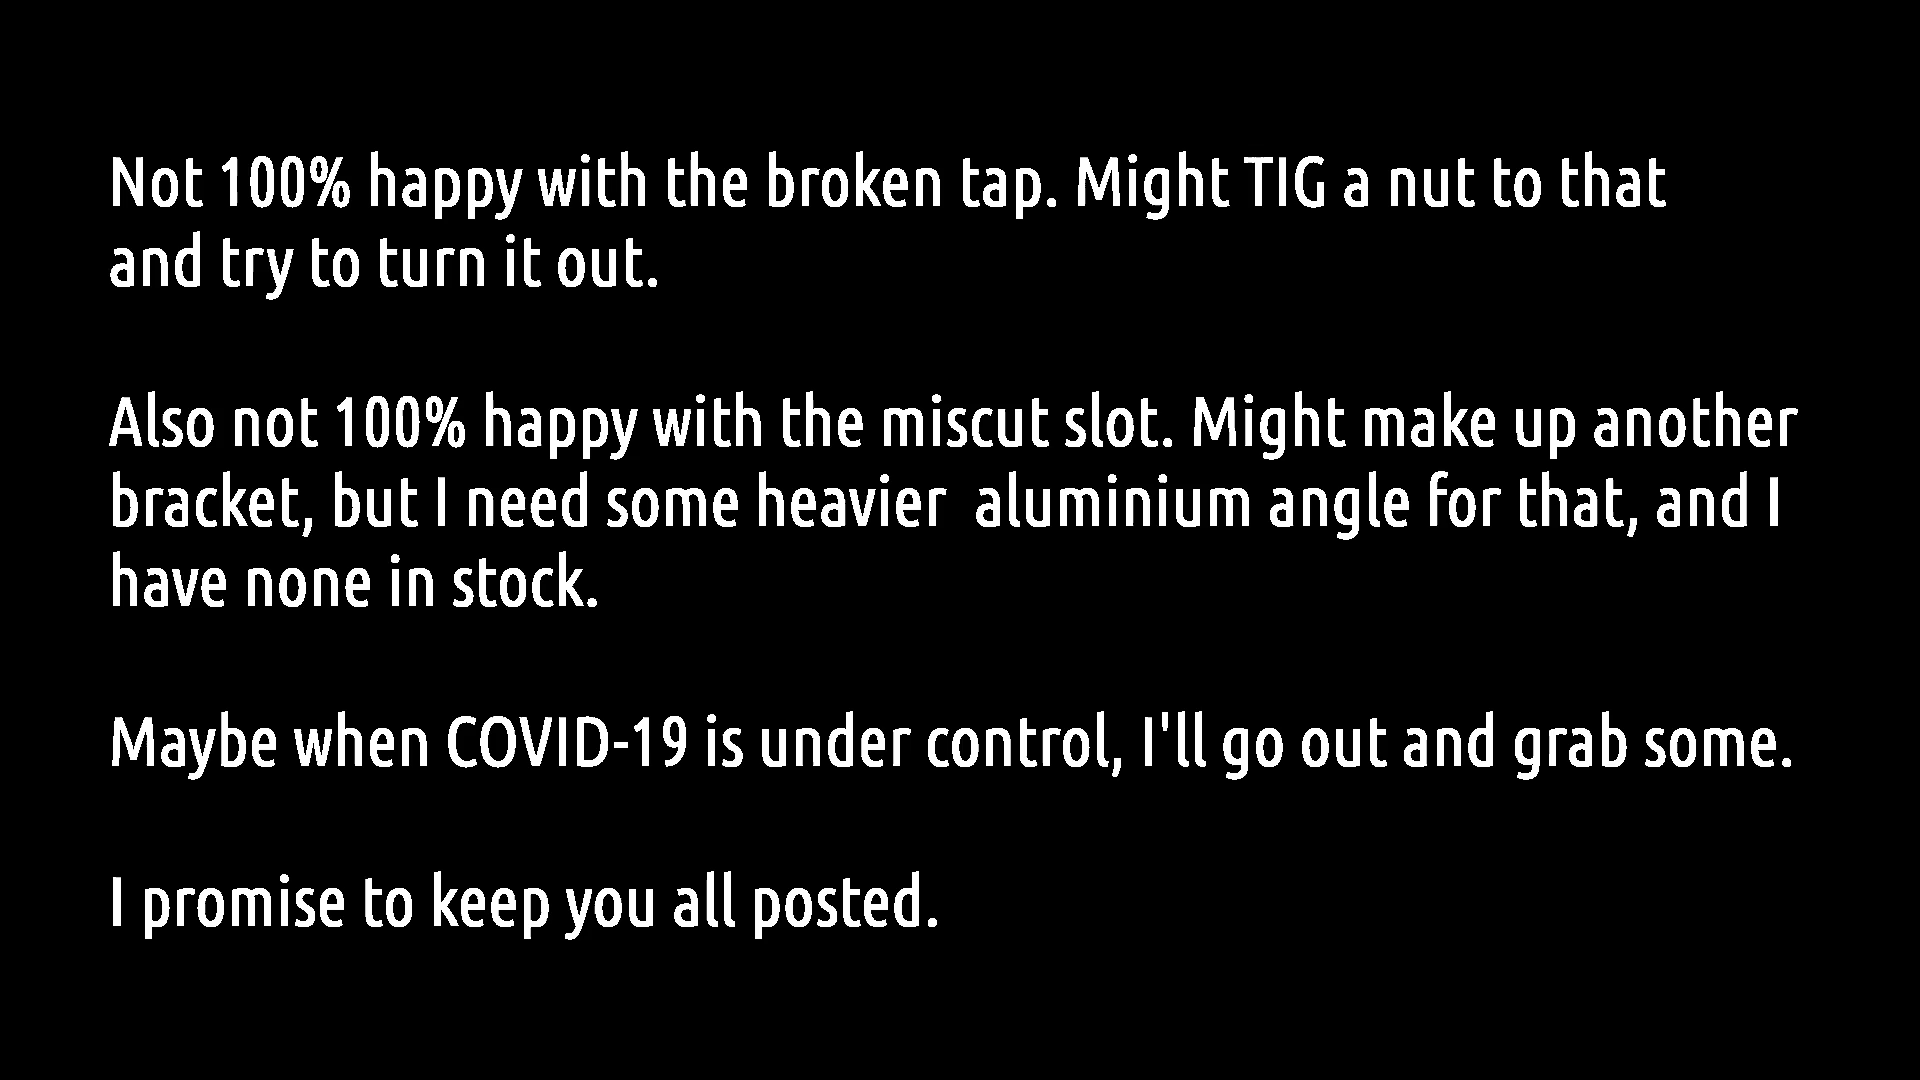 Not 100% happy with the broken tap. Might TIG a nut to that
and try to turn it out.
Also not 100% happy with the miscut slot. Might make up another
bracket, but I need some heavier  aluminium angle for that, and I
have none in stock.
Maybe when COVID-19 is under control, I'll go out and grab some.
I promise to keep you all posted.